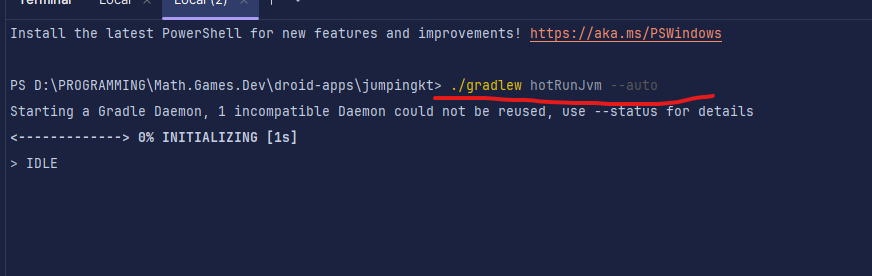 Terminal Local × Local (2) ×
Install the latest PowerShell for new features and improvements! https://aka.ms/PSWindows
PS D:\PROGRAMMING\Math.Games.Dev\droid-apps\jumpingkt> ./gradlew hotRunJvm --auto
Starting a Gradle Daemon, 1 incompatible Daemon could not be reused, use --status for details
<-------------> 0% INITIALIZING [1s]
> IDLE